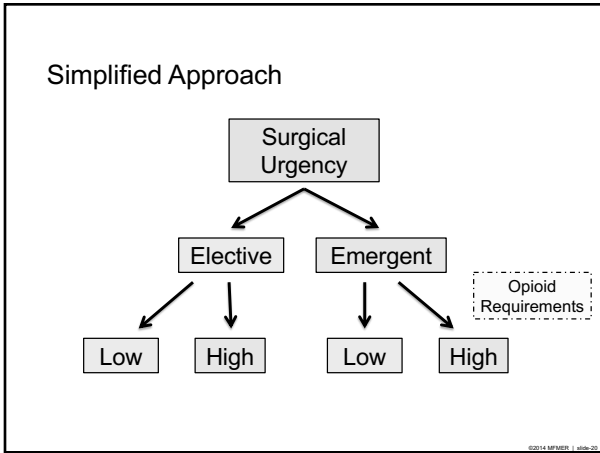 Simplified Approach
Surgical
Urgency
Elective
Emergent
Opioid
Requirements
Low
High
Low
High
©2014 MFMER | slide-20